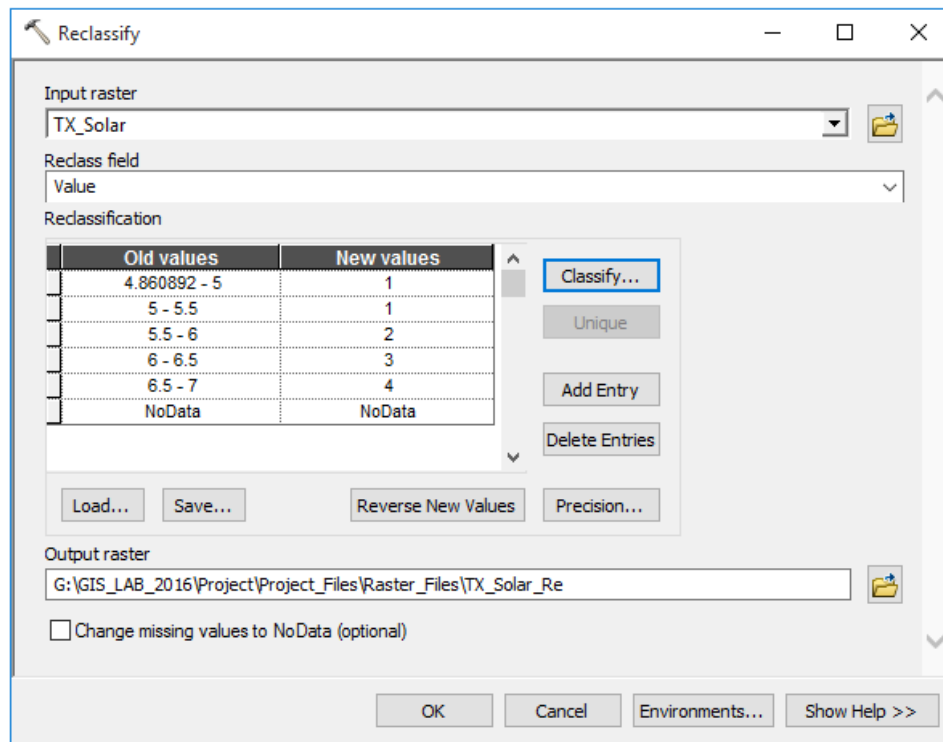 Reclassify
Input raster
TX_Solar
Reclass field
Value
Reclassification
Old values New values
4.860892 - 5 1
5 - 5.5 1
5.5 - 6 2
6 - 6.5 3
6.5 - 7 4
NoData NoData
Classify...
Unique
Add Entry
Delete Entries
Load... Save... Reverse New Values Precision...
Output raster
G:\GIS_LAB_2016\Project\Project_Files\Raster_Files\TX_Solar_Re
Change missing values to NoData (optional)
OK Cancel Environments... Show Help >>